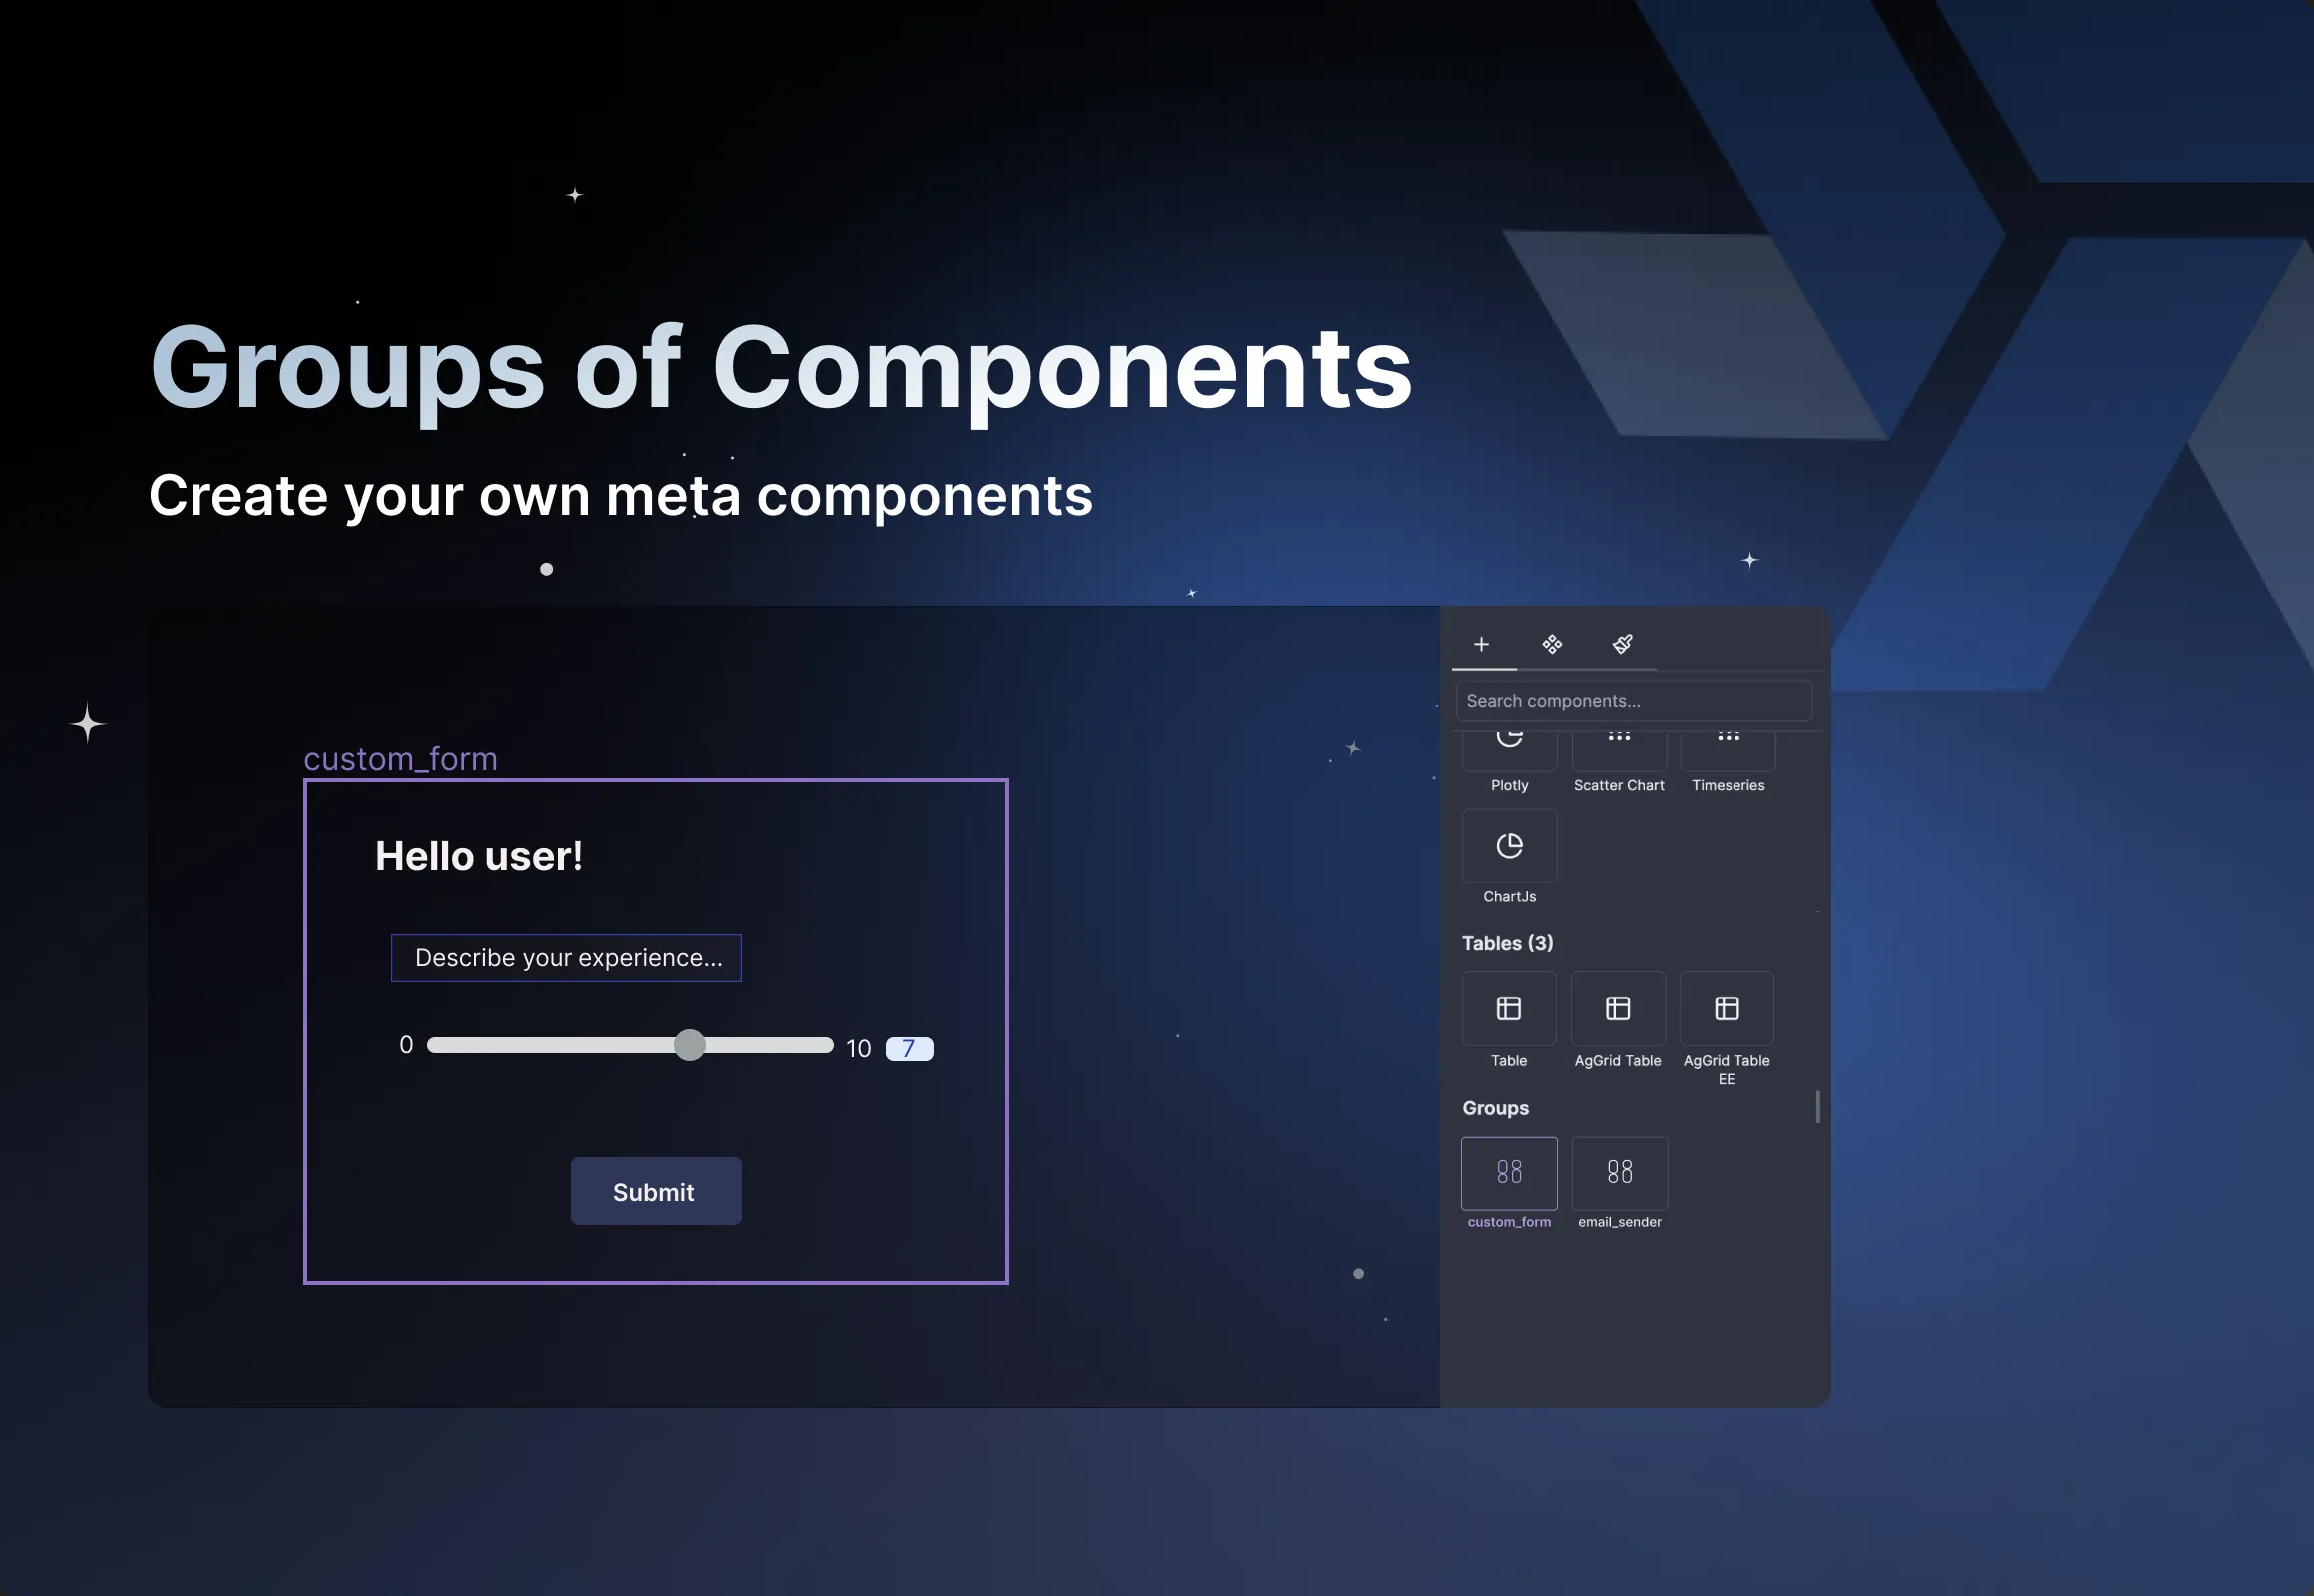 Groups of Components
Create your own meta components
custom_form
Hello user!
Describe your experience...
0 10 7
Submit
Search components...
Plotly Scatter Chart Timeseries
ChartJs
Tables (3)
Table AgGrid Table AgGrid Table
EE
Groups
custom_form email_sender